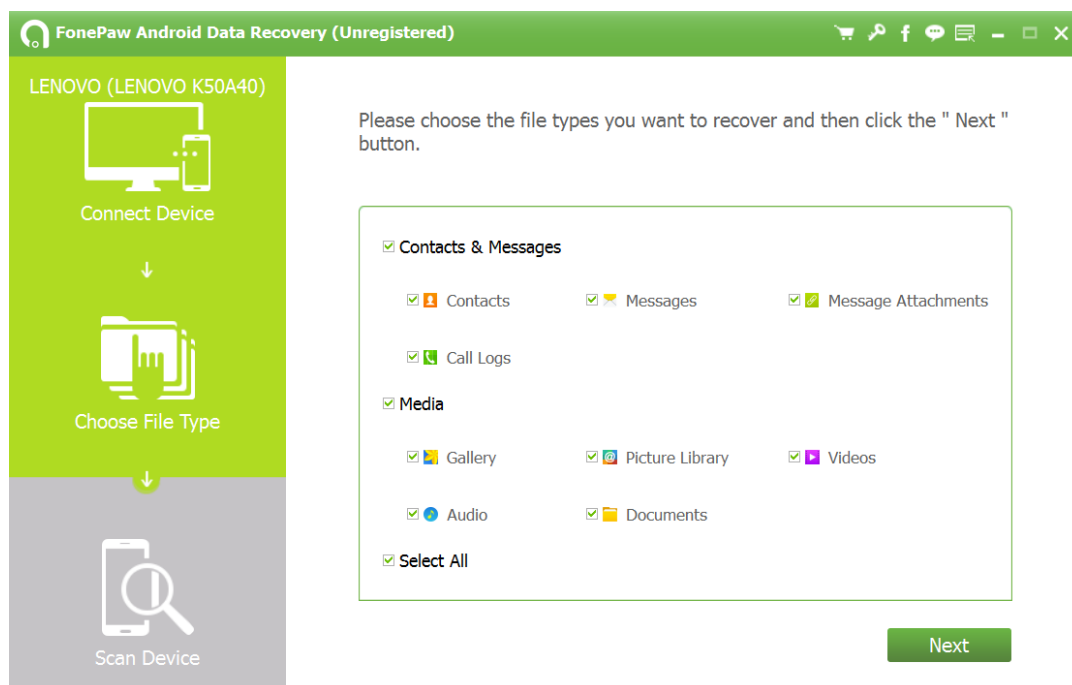 FonePaw Android Data Recovery (Unregistered)
LENOVO (LENOVO K50A40)
Connect Device
Choose File Type
Scan Device
Please choose the file types you want to recover and then click the " Next "
button.
Contacts & Messages
Contacts Messages Message Attachments
Call Logs
Media
Gallery Picture Library Videos
Audio Documents
Select All
Next